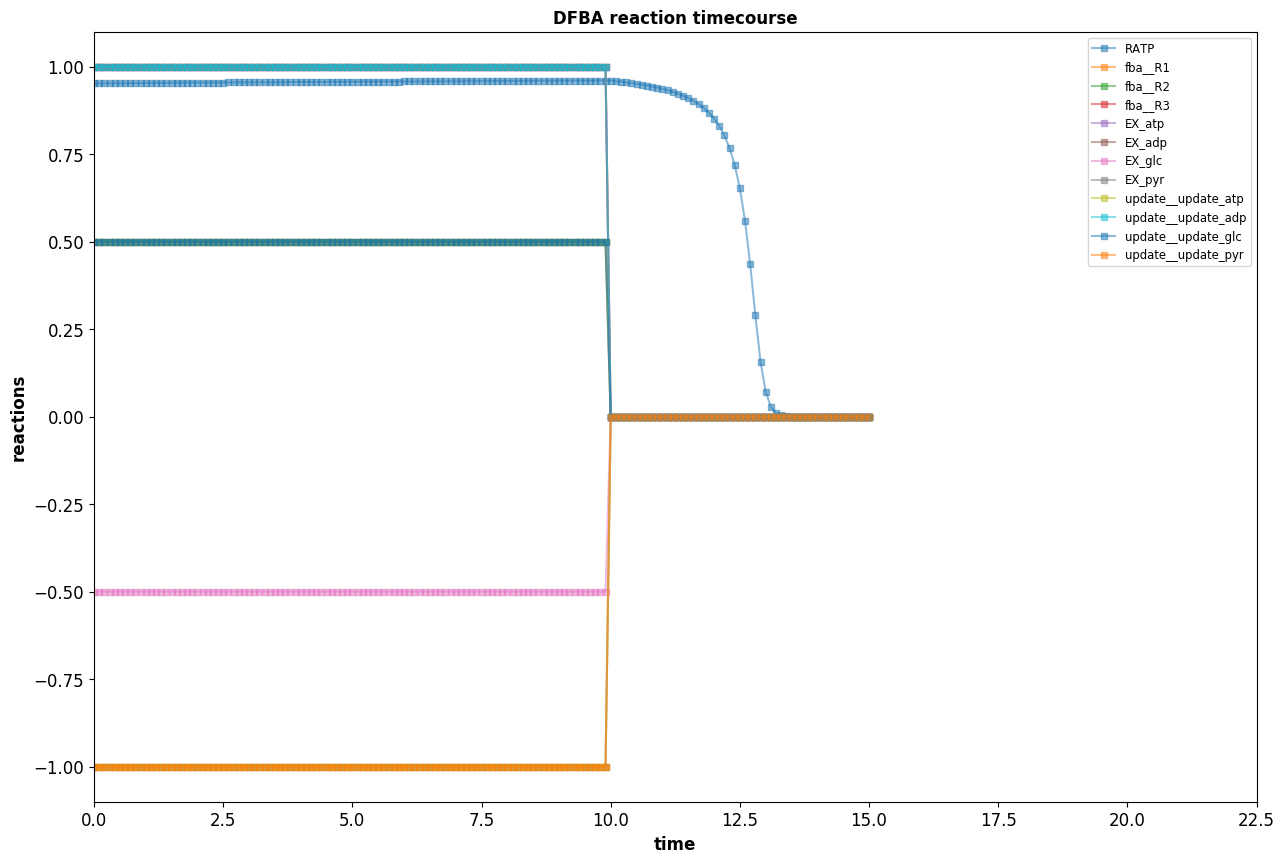 DFBA reaction timecourse
reactions
1.00
0.75
0.50
0.25
0.00
−0.25
−0.50
−0.75
−1.00
RATP
fba__R1
fba__R2
fba__R3
EX_atp
EX_adp
EX_glc
EX_pyr
update__update_atp
update__update_adp
update__update_glc
update__update_pyr
0.0 2.5 5.0 7.5 10.0 12.5 15.0 17.5 20.0 22.5
time